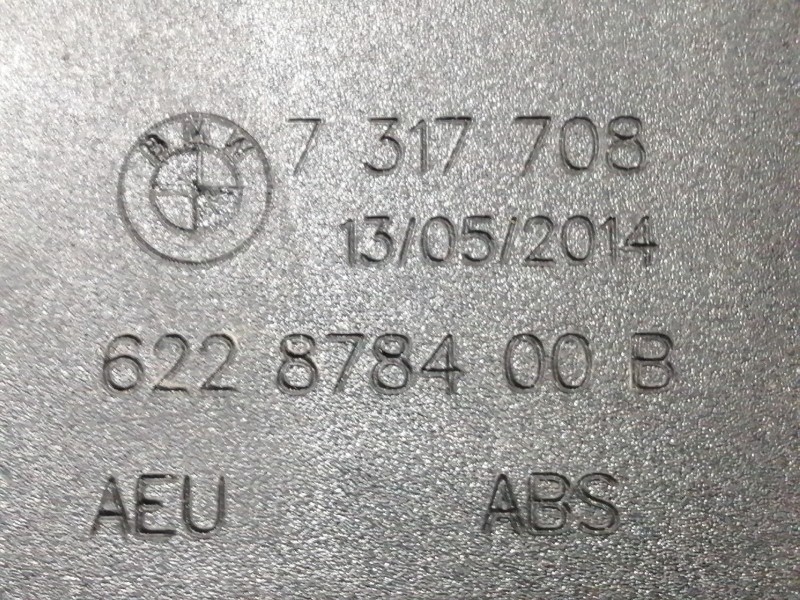 BMW 7 317 708
13/05/2014
622 8784 00 B
AEU ABS